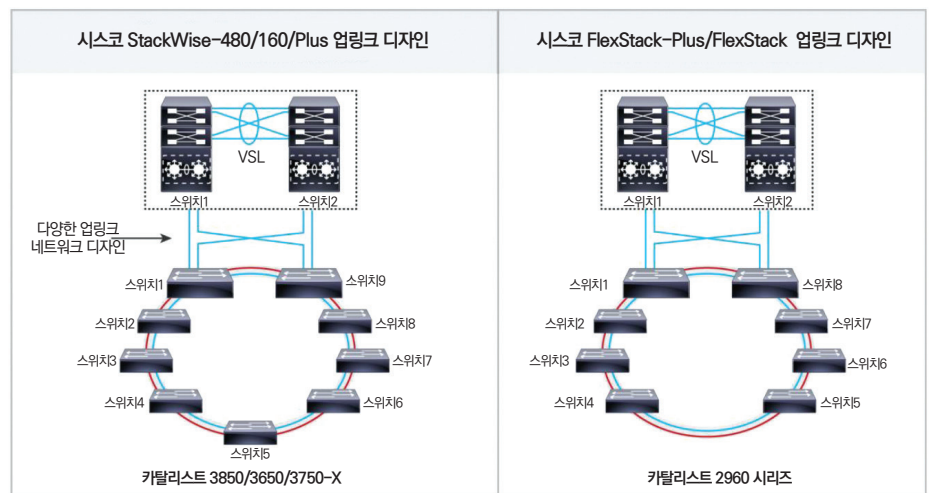 시스코 StackWise-480/160/Plus 업링크 디자인
VSL
스위치1
스위치2
다양한 업링크
네트워크 디자인
스위치1
스위치9
스위치2
스위치8
스위치3
스위치7
스위치4
스위치6
스위치5
카탈리스트 3850/3650/3750-X
시스코 FlexStack-Plus/FlexStack 업링크 디자인
VSL
스위치1
스위치2
스위치1
스위치8
스위치2
스위치7
스위치3
스위치6
스위치4
스위치5
카탈리스트 2960 시리즈